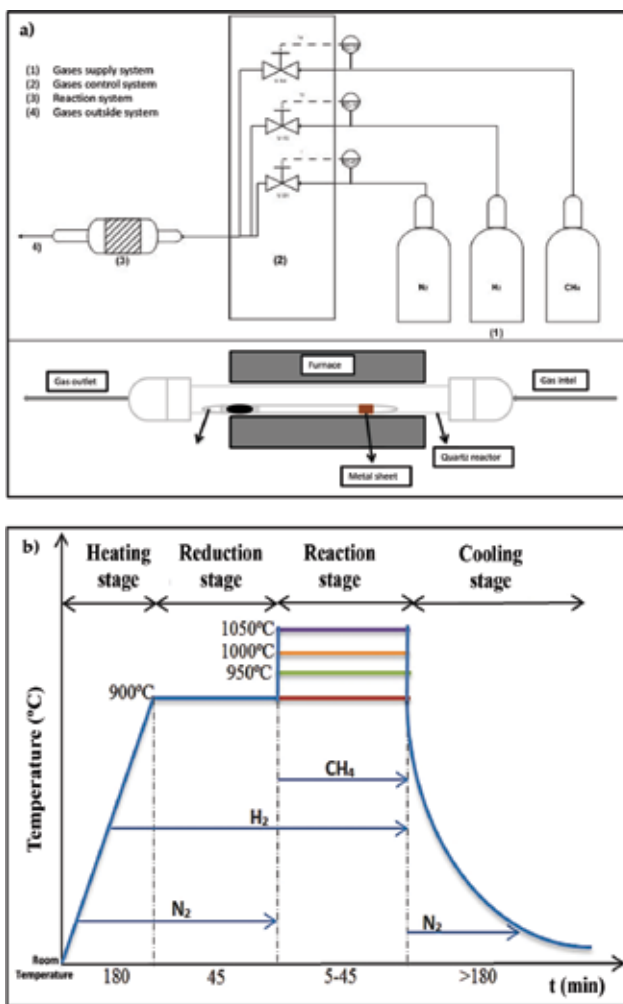 a)
(1) Gases supply system
(2) Gases control system
(3) Reaction system
(4) Gases outside system
4)
(3)
(2)
N₂
H₂
CH₄
(1)
Furnace
Gas outlet
Gas intel
Quartz reactor
Metal sheet
b)
Heating stage
Reduction stage
Reaction stage
Cooling stage
1050ºC
1000ºC
950ºC
900ºC
Temperature (ºC)
CH₄
H₂
N₂
N₂
Room
Temperature
180
45
5-45
>180
t (min)